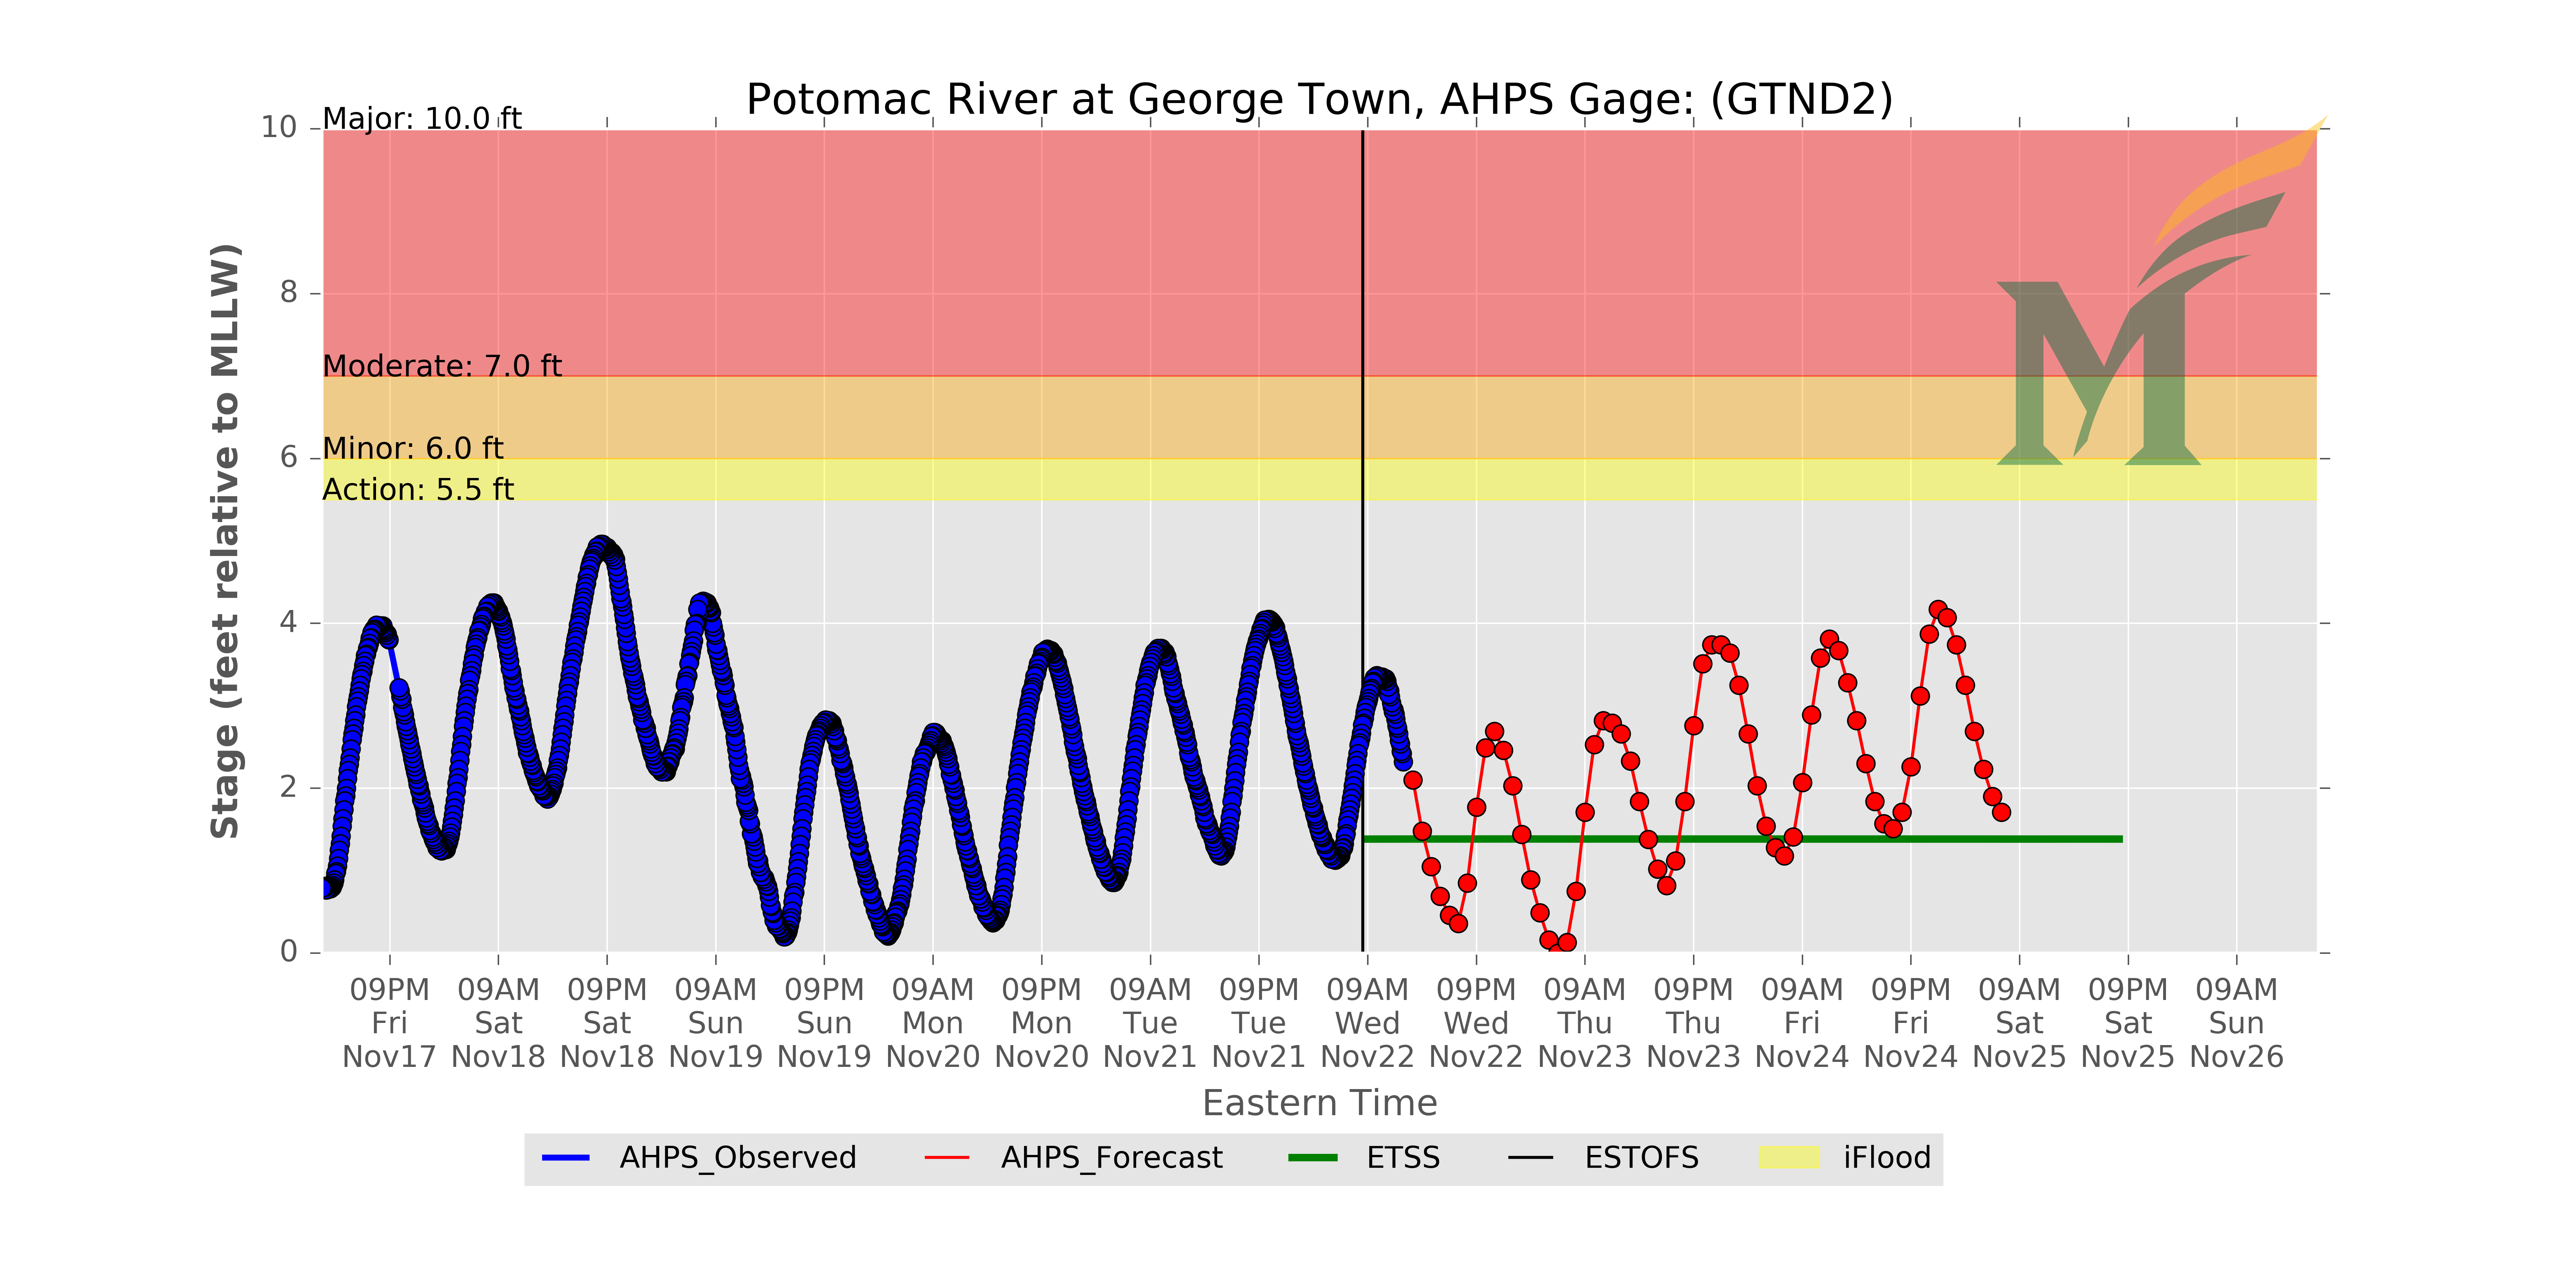 Potomac River at George Town, AHPS Gage: (GTND2)
Major: 10.0 ft
Moderate: 7.0 ft
Minor: 6.0 ft
Action: 5.5 ft
Stage (feet relative to MLLW)
10
8
6
4
2
0
09PM 09AM 09PM 09AM 09PM 09AM 09PM 09AM 09PM 09AM 09PM 09AM 09PM 09AM 09PM 09AM 09PM 09AM
Fri Sat Sat Sun Sun Mon Mon Tue Tue Wed Wed Thu Thu Fri Fri Sat Sat Sun
Nov17 Nov18 Nov18 Nov19 Nov19 Nov20 Nov20 Nov21 Nov21 Nov22 Nov22 Nov23 Nov23 Nov24 Nov24 Nov25 Nov25 Nov26
Eastern Time
AHPS_Observed AHPS_Forecast ETSS ESTOFS iFlood
M